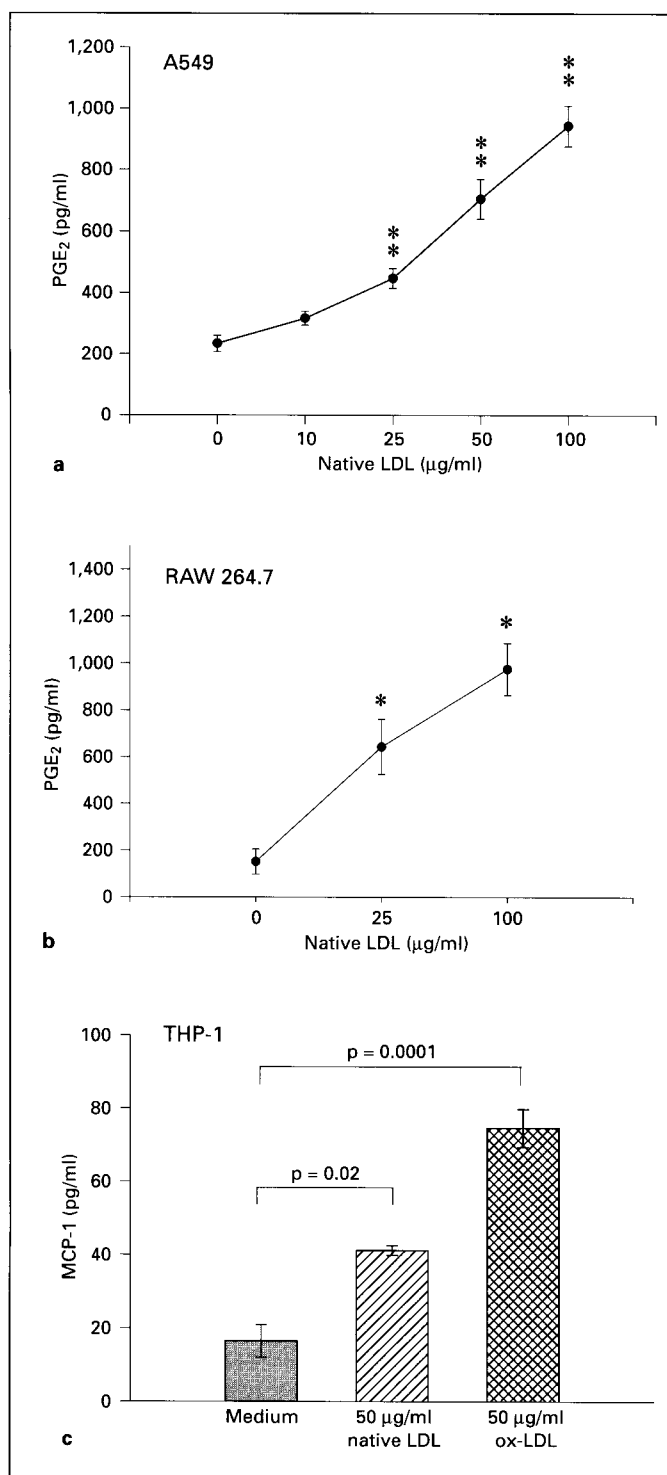 1,200
A549
1,000
800
600
400
200
0
PGE₂ (pg/ml)
**
**
**
0 10 25 50 100
Native LDL (µg/ml)
a
1,400
RAW 264.7
1,200
1,000
800
600
400
200
0
PGE₂ (pg/ml)
*
*
0 25 100
Native LDL (µg/ml)
b
100
THP-1
80
60
40
20
0
MCP-1 (pg/ml)
p = 0.0001
p = 0.02
Medium 50 µg/ml 50 µg/ml
native LDL ox-LDL
c